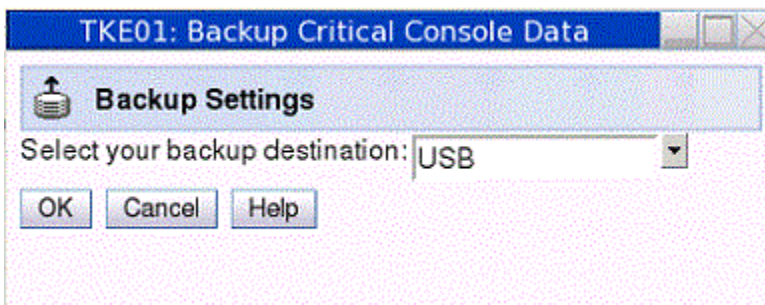 TKE01: Backup Critical Console Data
Backup Settings
Select your backup destination: USB
OK Cancel Help